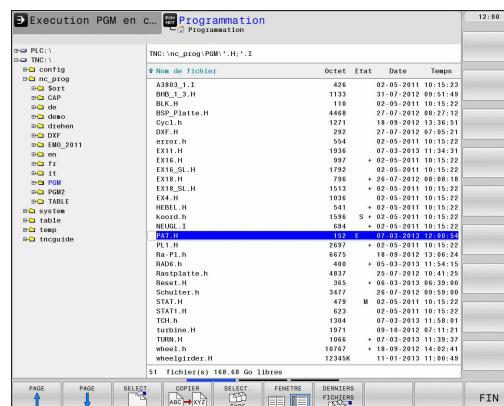 Execution PGM en c... PGM MGT Programmation 12:00
Programmation
PLC:\
TNC:\
config
nc_prog
$ort
CAP
de
demo
drehen
DXF
EMO_2011
en
fr
it
PGM
PGM2
TABLE
system
table
temp
tncguide
TNC:\nc_prog\PGM\*.H;*.I
Nom de fichier Octet Etat Date Temps
A3803_1.I 426 02-05-2011 10:15:23
BHB_1_3.H 1133 31-07-2012 09:51:49
BLK.H 110 02-05-2011 10:15:22
BSP_Platte.H 4468 27-07-2012 08:27:12
Cycl.h 1271 18-09-2012 13:36:51
DXF.H 292 27-07-2012 07:05:21
error.h 554 02-05-2011 10:15:22
EX11.H 1936 07-03-2013 11:34:31
EX16.H 997 + 02-05-2011 10:15:22
EX16_SL.H 1792 02-05-2011 10:15:22
EX18.H 796 + 26-07-2012 08:08:18
EX18_SL.H 1513 + 02-05-2011 10:15:22
EX4.H 1036 02-05-2011 10:15:22
HEBEL.H 541 + 02-05-2011 10:15:22
koord.h 1596 S + 02-05-2011 10:15:22
NEUGL.I 684 + 02-05-2011 10:15:22
PAT.H 152 E 07-03-2013 12:00:54
PL1.H 2697 + 02-05-2011 10:15:22
Ra-Pl.h 6675 18-09-2012 13:06:24
RAD6.h 400 + 05-03-2013 11:54:15
Rastplatte.h 4837 25-07-2012 10:41:25
Reset.H 365 + 06-03-2013 06:39:00
Schulter.h 3477 26-09-2012 09:59:00
STAT.H 479 M 02-05-2011 10:15:22
STAT1.H 623 02-05-2011 10:15:22
TCH.h 1304 07-03-2013 11:58:01
turbine.H 1971 09-10-2012 07:11:21
TURN.H 1066 + 07-03-2013 11:39:37
wheel.h 10767 + 18-09-2012 14:02:41
wheelgirder.H 12345K 11-01-2013 11:00:49
51 fichier(s) 168.68 Go libres
PAGE PAGE SELECT. COPIER SELECT. FENETRE DERNIERS FICHIERS
ABC XYZ TYPE
FIN